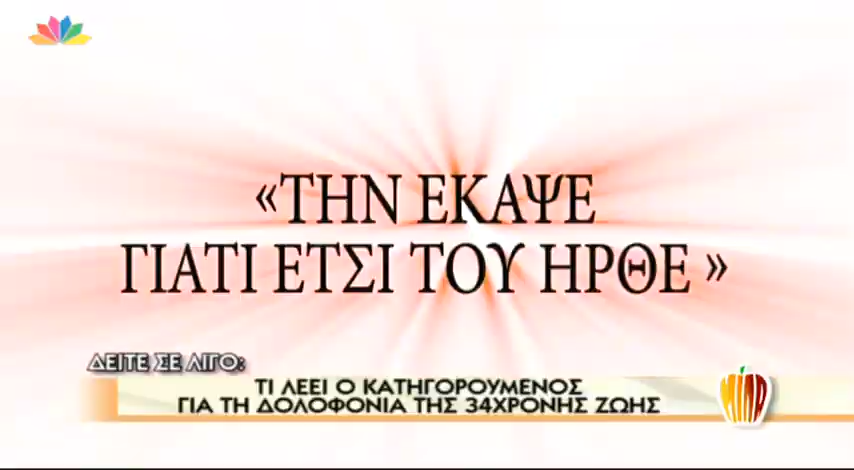 «ΤΗΝ ΕΚΑΨΕ
ΓΙΑΤΙ ΕΤΣΙ ΤΟΥ ΗΡΘΕ »
ΔΕΙΤΕ ΣΕ ΛΙΓΟ:
ΤΙ ΛΕΕΙ Ο ΚΑΤΗΓΟΡΟΥΜΕΝΟΣ
ΓΙΑ ΤΗ ΔΟΛΟΦΟΝΙΑ ΤΗΣ 34ΧΡΟΝΗΣ ΖΩΗΣ